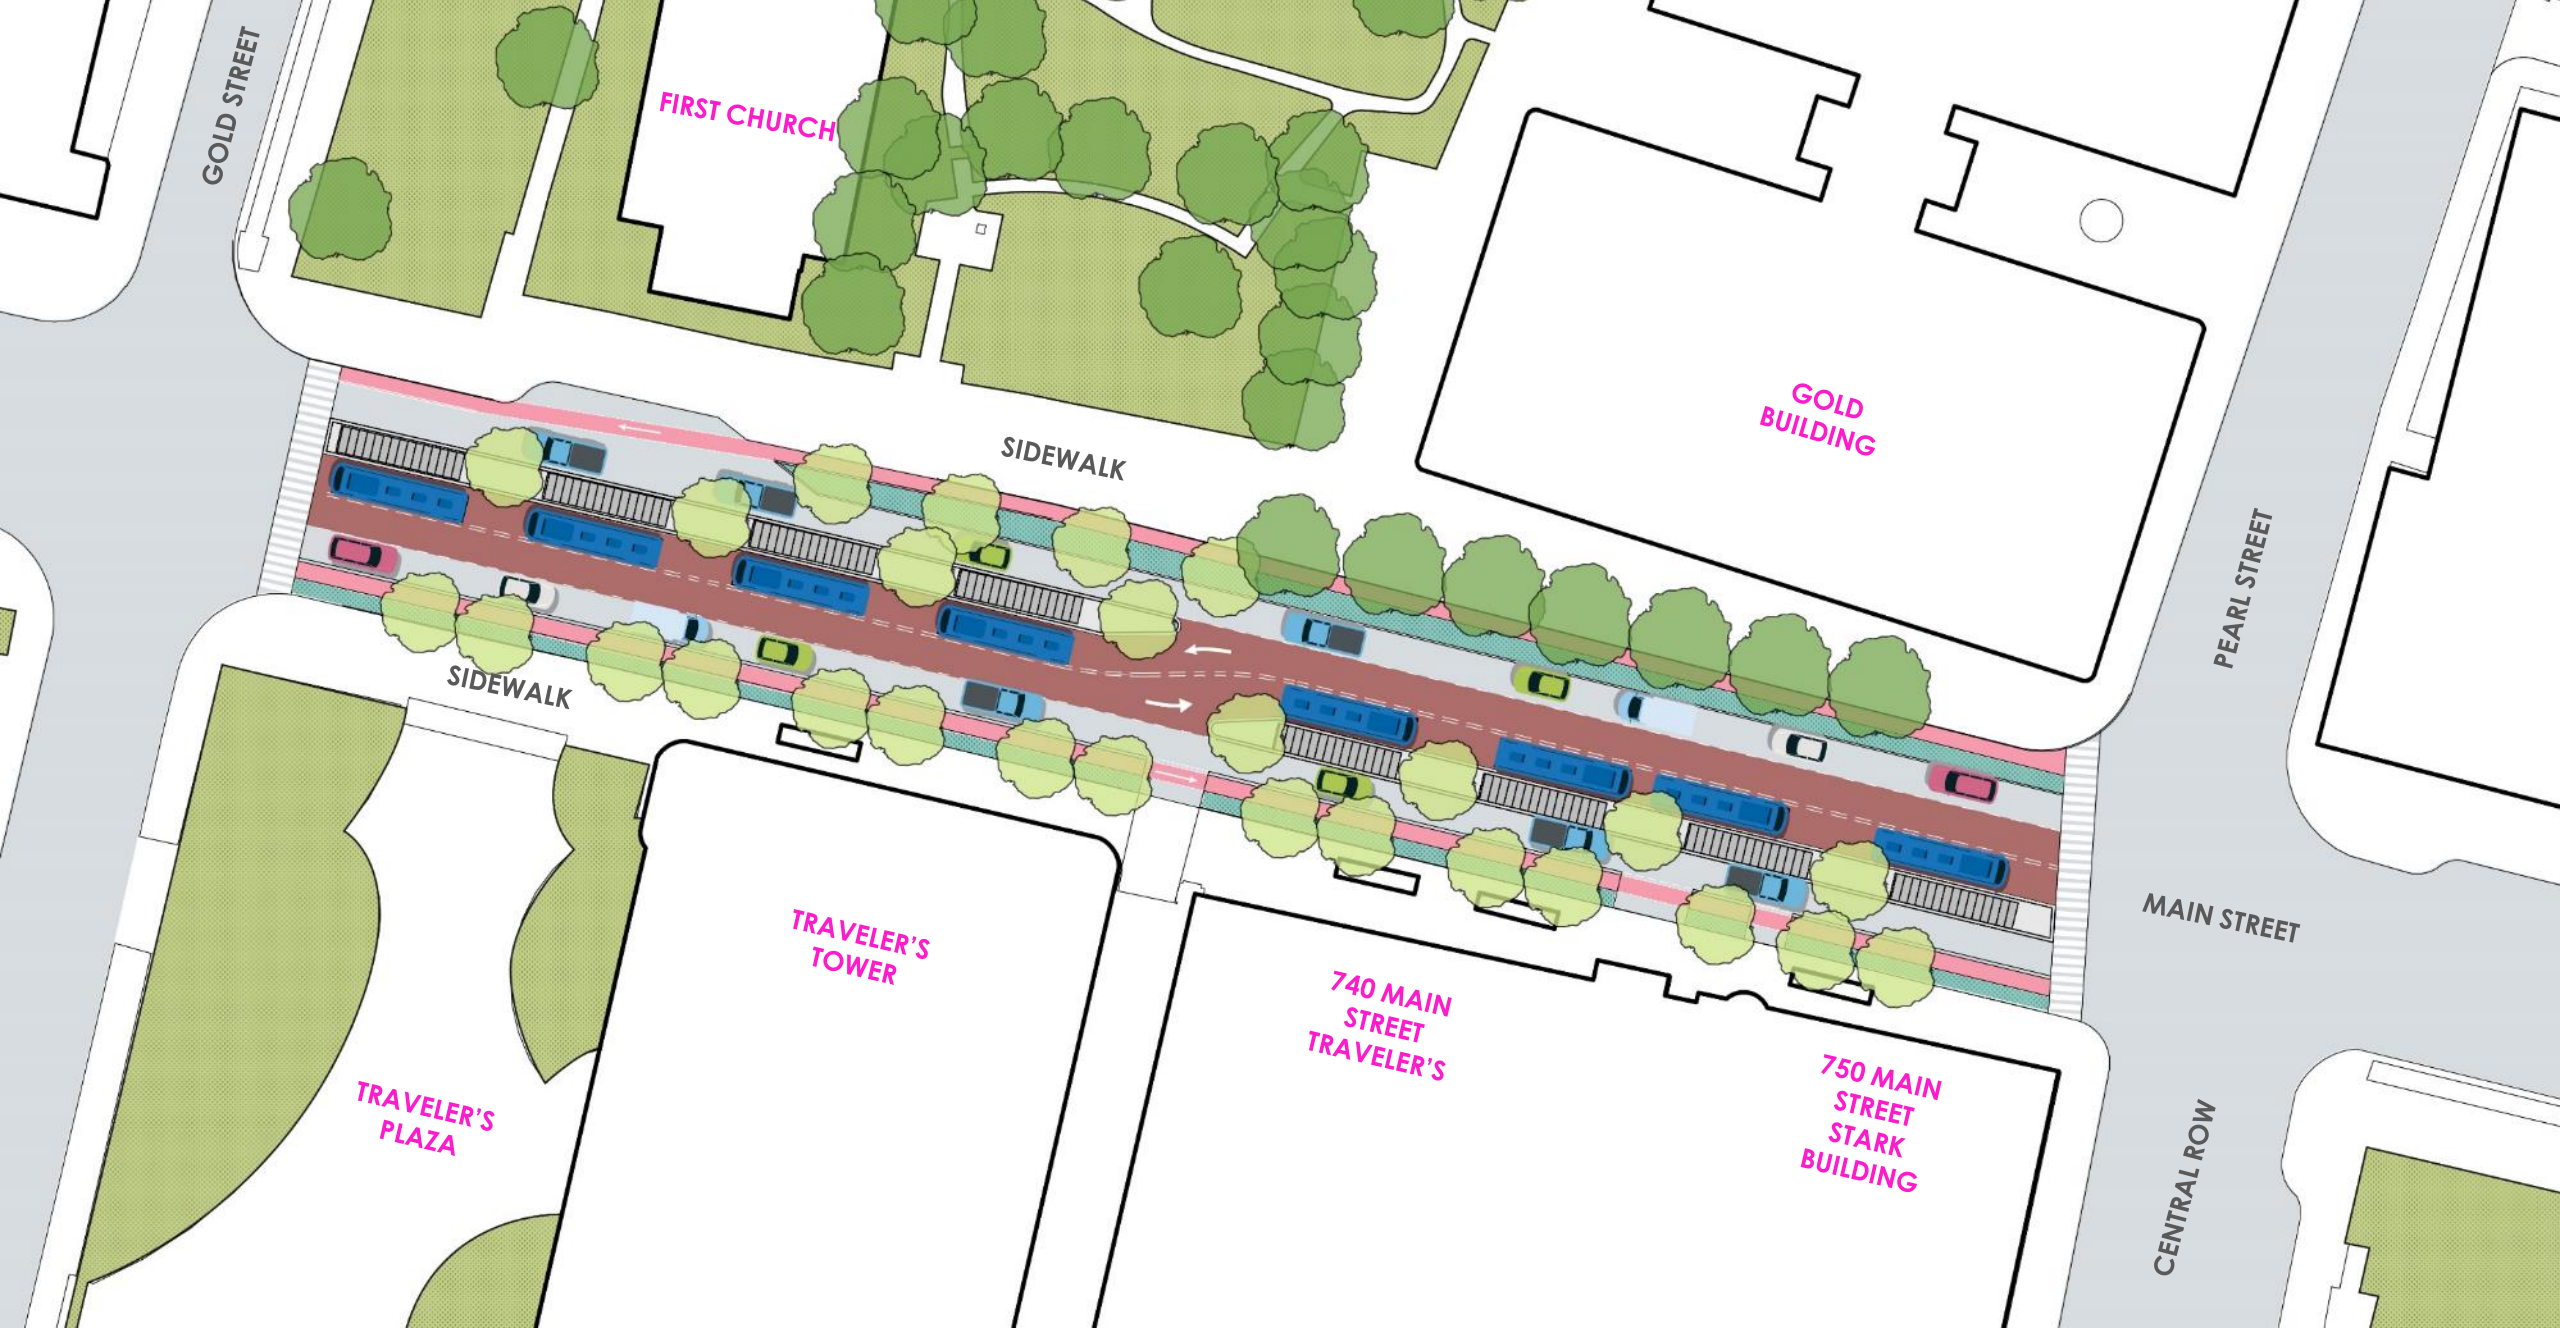 GOLD STREET
FIRST CHURCH
GOLD
BUILDING
SIDEWALK
PEARL STREET
SIDEWALK
MAIN STREET
TRAVELER'S
TOWER
740 MAIN
STREET
TRAVELER'S
750 MAIN
STREET
STARK
BUILDING
TRAVELER'S
PLAZA
CENTRAL ROW